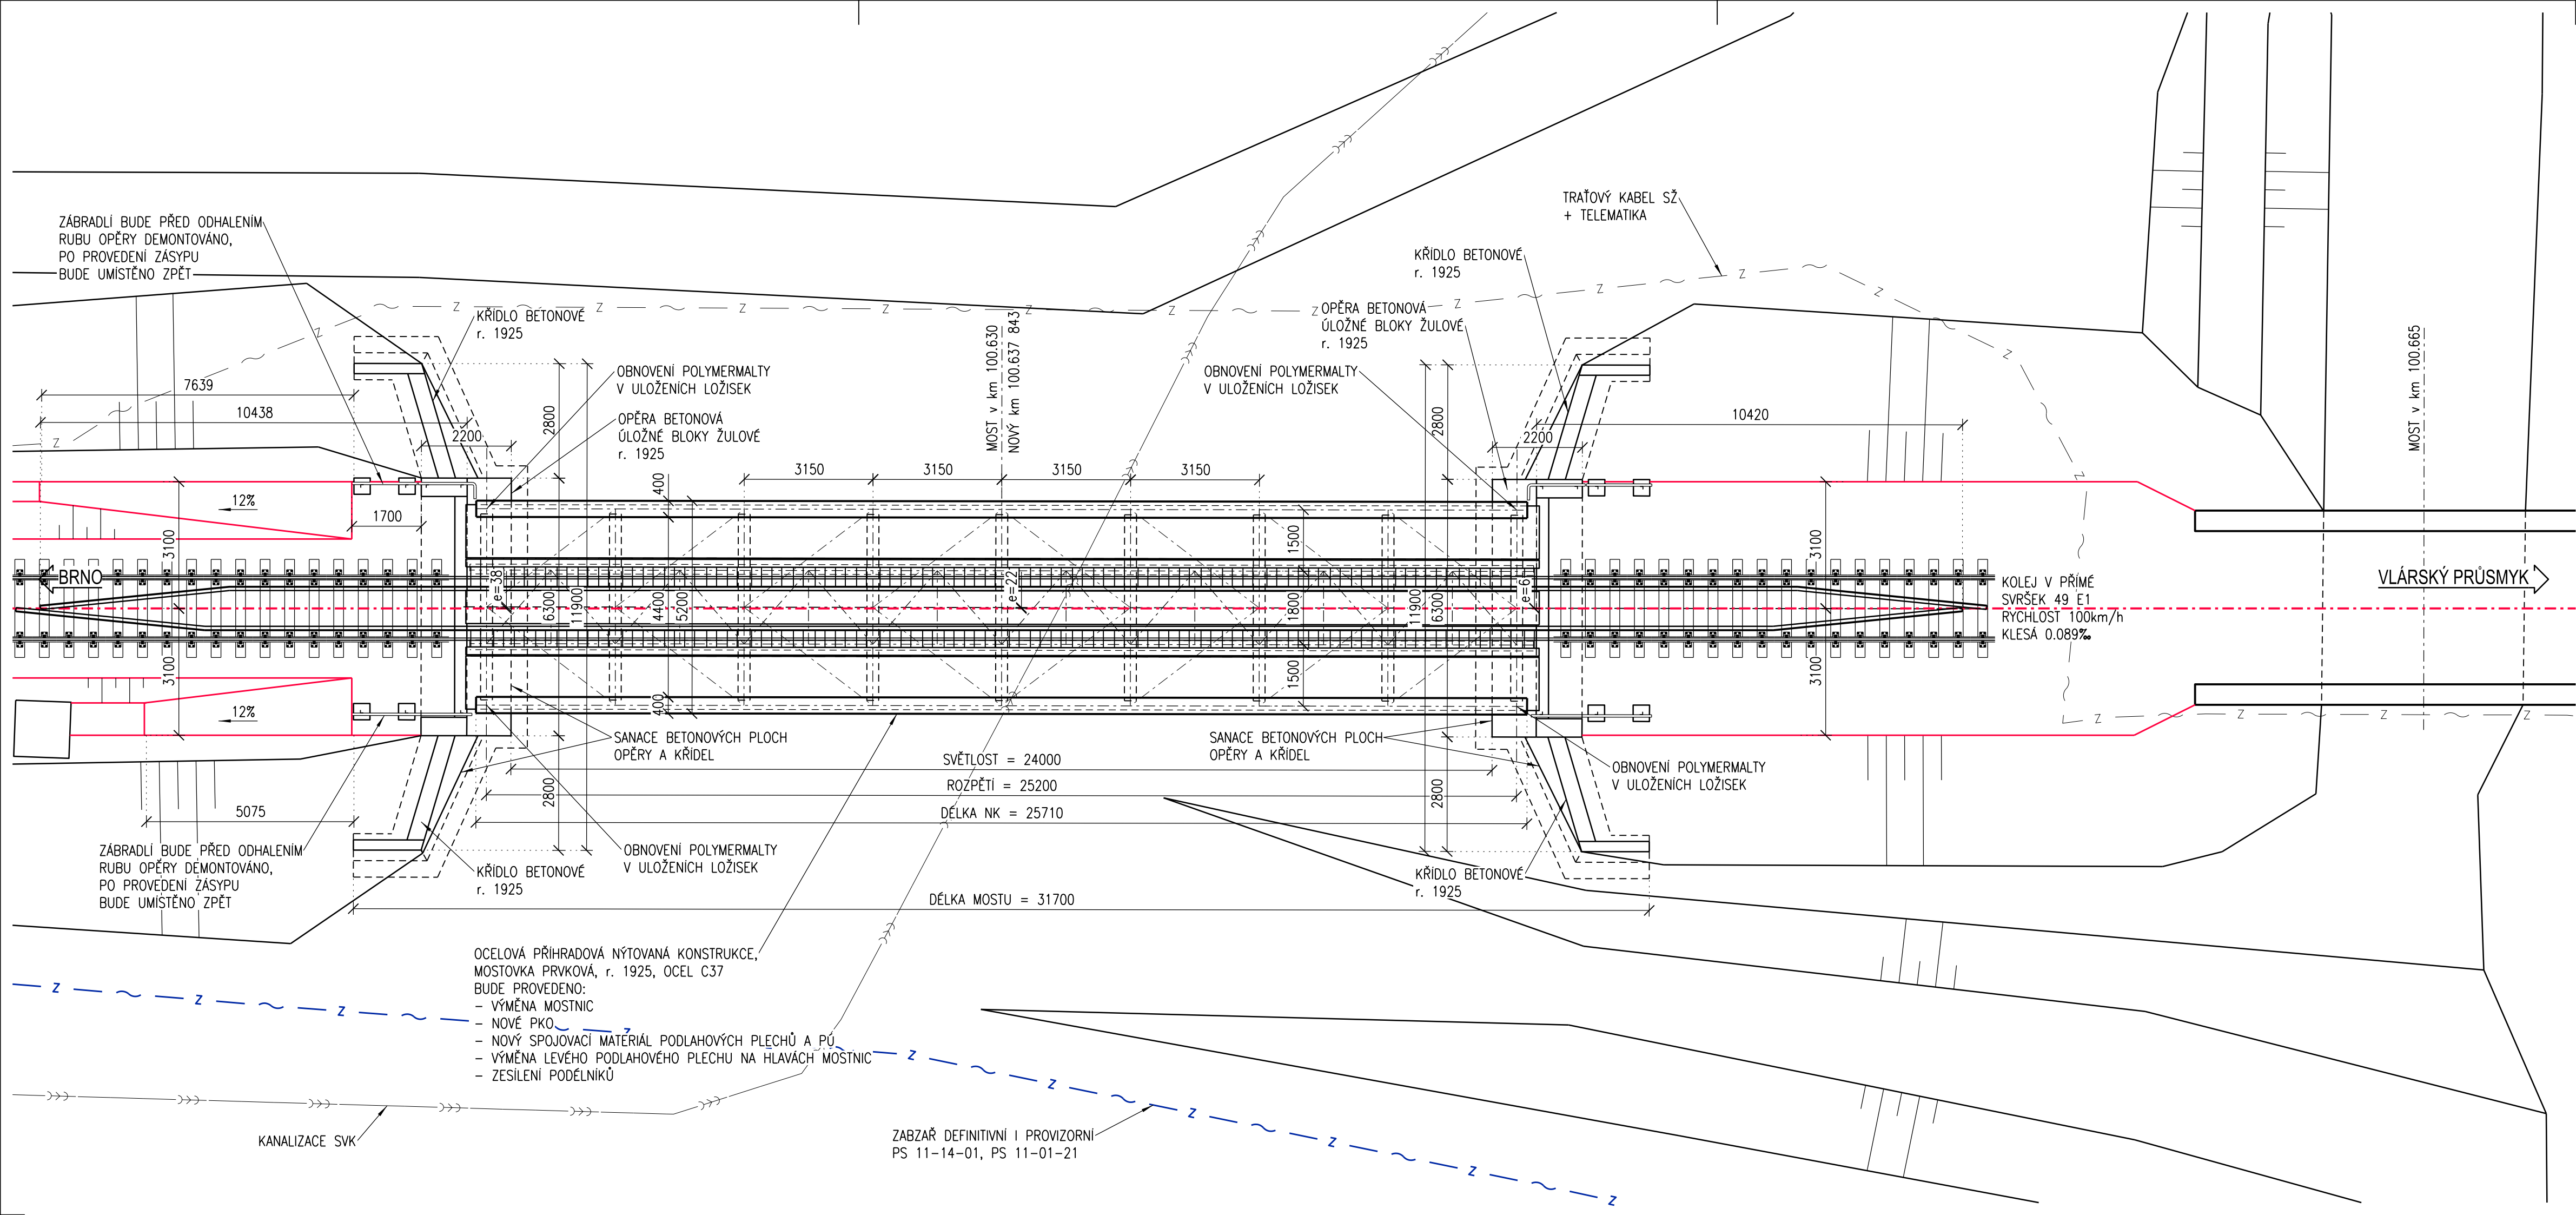 ZÁBRADLÍ BUDE PŘED ODHALENÍM
RUBU OPĚRY DEMONTOVÁNO,
PO PROVEDENÍ ZÁSYPU
BUDE UMÍSTĚNO ZPĚT
KŘÍDLO BETONOVÉ
r. 1925
OBNOVENÍ POLYMERMALTY
V ULOŽENÍCH LOŽISEK
OPĚRA BETONOVÁ
ÚLOŽNÉ BLOKY ŽULOVÉ
r. 1925
MOST v km 100.630
NOVÝ km 100.637 843
TRAŤOVÝ KABEL SŽ
+ TELEMATIKA
KŘÍDLO BETONOVÉ
r. 1925
OPĚRA BETONOVÁ
ÚLOŽNÉ BLOKY ŽULOVÉ
r. 1925
OBNOVENÍ POLYMERMALTY
V ULOŽENÍCH LOŽISEK
MOST v km 100.665
7639
10438
2200
2800
1700
12%
3100
3150
3150
3150
3150
400
1500
2800
2200
10420
3100
BRNO
e=38
6300
11900
4400
5200
e=22
1800
11900
6300
e=6
KOLEJ V PŘÍMÉ
SVRŠEK 49 E1
RYCHLOST 100km/h
KLESÁ 0.089‰
VLÁRSKÝ PRŮSMYK
3100
12%
400
1500
3100
SANACE BETONOVÝCH PLOCH
OPĚRY A KŘÍDEL
SANACE BETONOVÝCH PLOCH
OPĚRY A KŘÍDEL
SVĚTLOST = 24000
ROZPĚTÍ = 25200
DÉLKA NK = 25710
2800
2800
OBNOVENÍ POLYMERMALTY
V ULOŽENÍCH LOŽISEK
5075
ZÁBRADLÍ BUDE PŘED ODHALENÍM
RUBU OPĚRY DEMONTOVÁNO,
PO PROVEDENÍ ZÁSYPU
BUDE UMÍSTĚNO ZPĚT
KŘÍDLO BETONOVÉ
r. 1925
OBNOVENÍ POLYMERMALTY
V ULOŽENÍCH LOŽISEK
KŘÍDLO BETONOVÉ
r. 1925
DÉLKA MOSTU = 31700
OCELOVÁ PŘÍHRADOVÁ NÝTOVANÁ KONSTRUKCE,
MOSTOVKA PRVKOVÁ, r. 1925, OCEL C37
BUDE PROVEDENO:
- VÝMĚNA MOSTNIC
- NOVÉ PKO
- NOVÝ SPOJOVACÍ MATERIÁL PODLAHOVÝCH PLECHŮ A PÚ
- VÝMĚNA LEVÉHO PODLAHOVÉHO PLECHU NA HLAVÁCH MOSTNIC
- ZESÍLENÍ PODÉLNÍKŮ
KANALIZACE SVK
ZABZAŘ DEFINITIVNÍ I PROVIZORNÍ
PS 11-14-01, PS 11-01-21